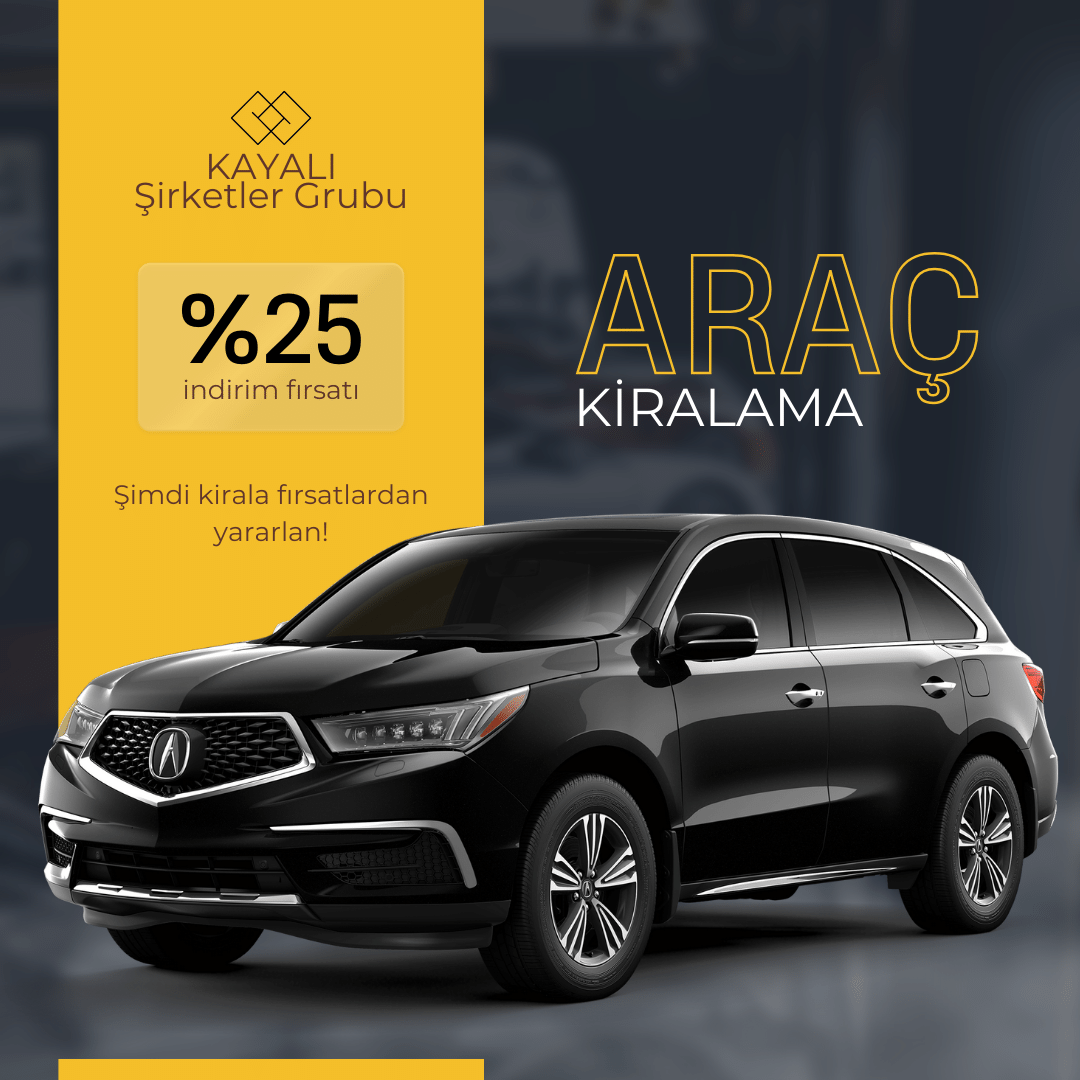 KAYALI
Şirketler Grubu
%25
indirim fırsatı
Şimdi kirala fırsatlardan
yararlan!
ARAÇ
KİRALAMA